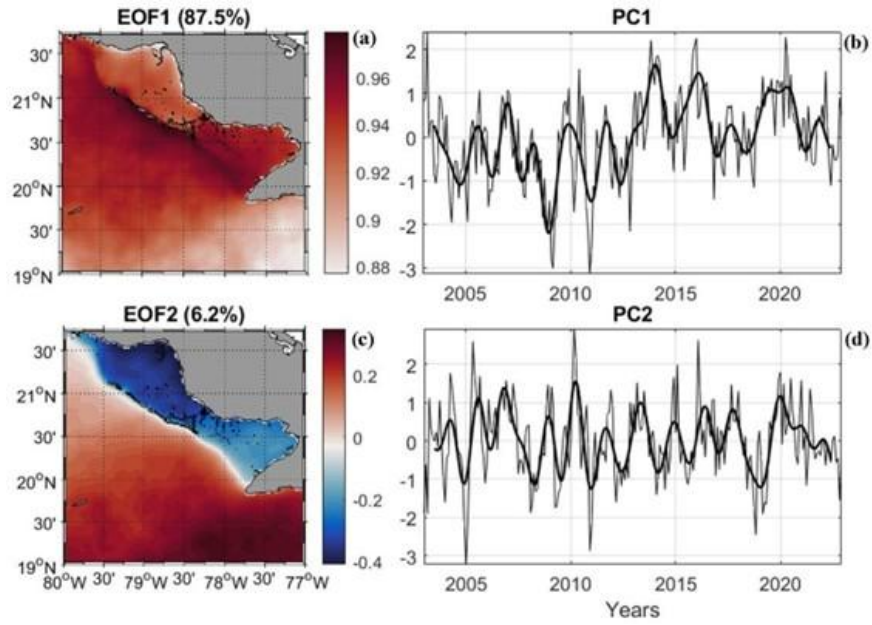 EOF1 (87.5%)
(a)
30'
21°N
30'
20°N
30'
19°N
0.96
0.94
0.92
0.9
0.88
PC1
(b)
2
1
0
-1
-2
-3
2005 2010 2015 2020
EOF2 (6.2%)
(c)
30'
21°N
30'
20°N
30'
19°N
80°W 30' 79°W 30' 78°W 30' 77°W
0.2
0
-0.2
-0.4
PC2
(d)
2
1
0
-1
-2
-3
2005 2010 2015 2020
Years